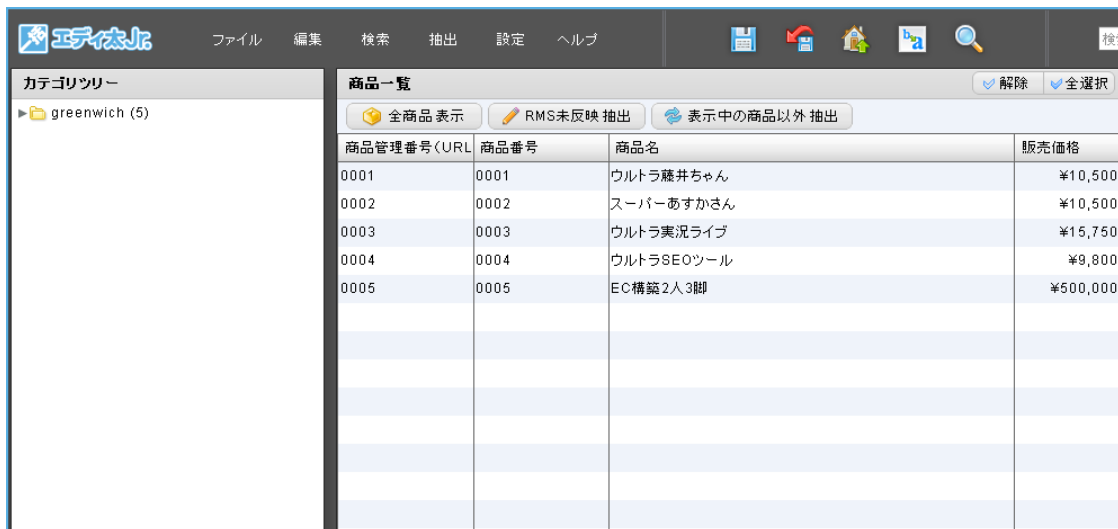 エディ太Jr. ファイル 編集 検索 抽出 設定 ヘルプ
カテゴリツリー
greenwich (5)
商品一覧 解除 全選択
全商品表示 RMS未反映 抽出 表示中の商品以外 抽出
商品管理番号(URL 商品番号 商品名 販売価格
0001 0001 ウルトラ藤井ちゃん ¥10,500
0002 0002 スーパーあすかさん ¥10,500
0003 0003 ウルトラ実況ライブ ¥15,750
0004 0004 ウルトラSEOツール ¥9,800
0005 0005 EC構築2人3脚 ¥500,000